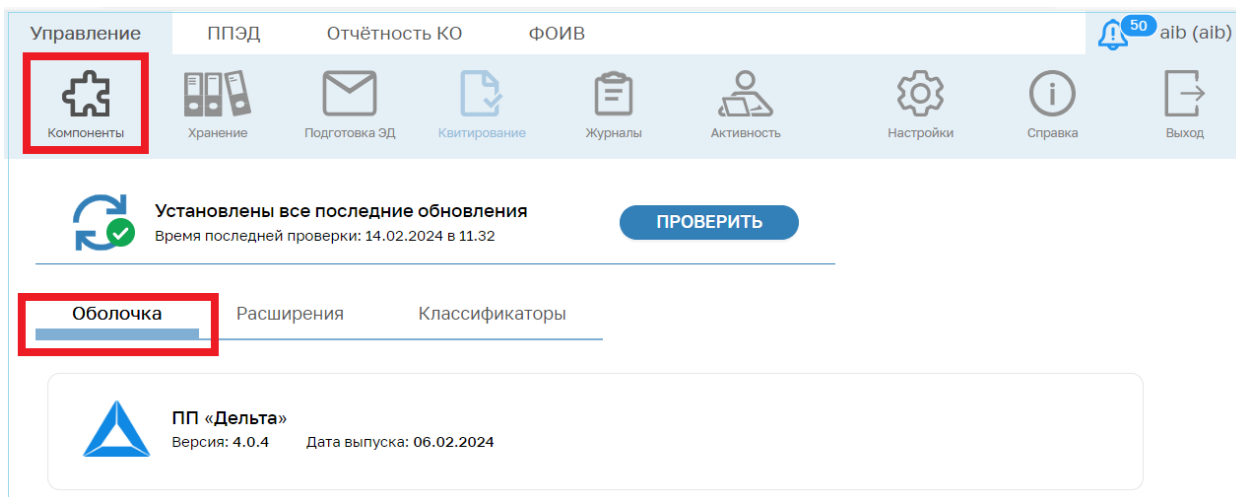 Управление ППЭД Отчётность КО ФОИВ 50 aib (aib)
Компоненты Хранение Подготовка ЭД Квитирование Журналы Активность Настройки Справка Выход
Установлены все последние обновления
Время последней проверки: 14.02.2024 в 11.32
ПРОВЕРИТЬ
Оболочка Расширения Классификаторы
ПП «Дельта»
Версия: 4.0.4 Дата выпуска: 06.02.2024